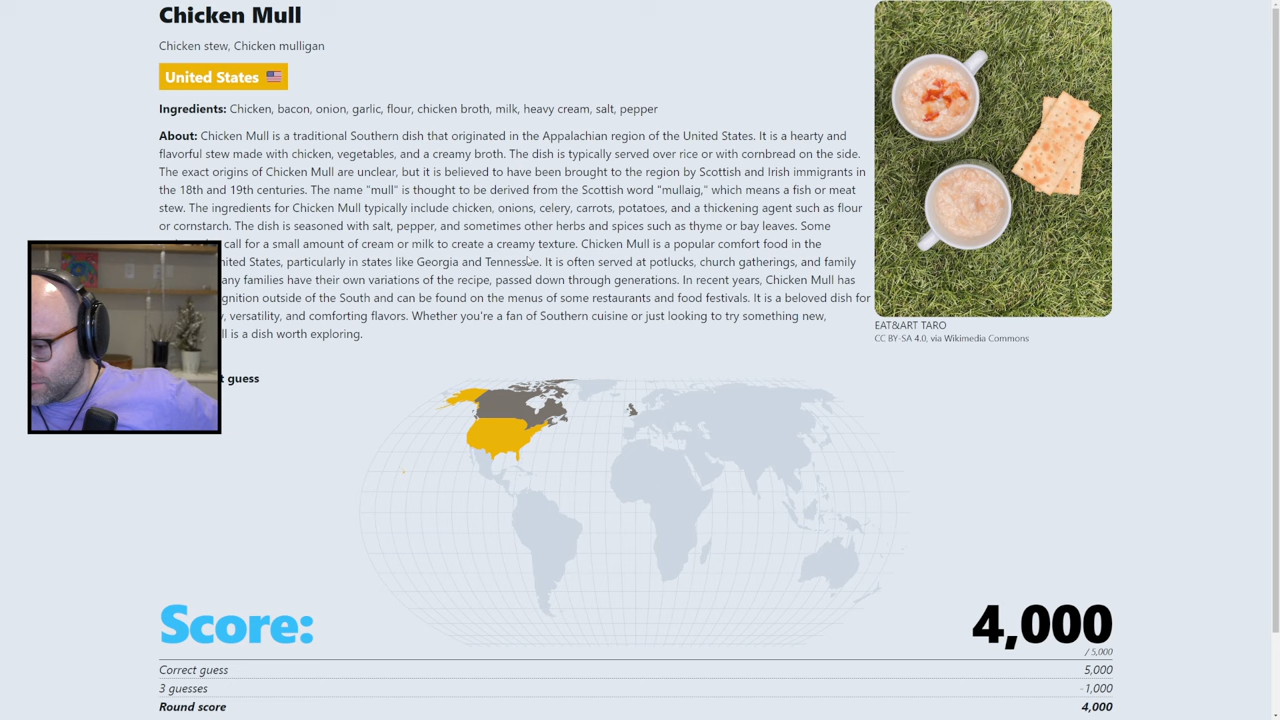 Chicken Mull
Chicken stew, Chicken mulligan
United States
Ingredients: Chicken, bacon, onion, garlic, flour, chicken broth, milk, heavy cream, salt, pepper
About: Chicken Mull is a traditional Southern dish that originated in the Appalachian region of the United States. It is a hearty and
flavorful stew made with chicken, vegetables, and a creamy broth. The dish is typically served over rice or with cornbread on the side.
The exact origins of Chicken Mull are unclear, but it is believed to have been brought to the region by Scottish and Irish immigrants in
the 18th and 19th centuries. The name "mull" is thought to be derived from the Scottish word "mullaig," which means a fish or meat
stew. The ingredients for Chicken Mull typically include chicken, onions, celery, carrots, potatoes, and a thickening agent such as flour
or cornstarch. The dish is seasoned with salt, pepper, and sometimes other herbs and spices such as thyme or bay leaves. Some
call for a small amount of cream or milk to create a creamy texture. Chicken Mull is a popular comfort food in the
States, particularly in states like Georgia and Tennessee. It is often served at potlucks, church gatherings, and family
families have their own variations of the recipe, passed down through generations. In recent years, Chicken Mull has
outside of the South and can be found on the menus of some restaurants and food festivals. It is a beloved dish for
versatility, and comforting flavors. Whether you're a fan of Southern cuisine or just looking to try something new,
is a dish worth exploring.
EAT&ART TARO
CC BY-SA 4.0, via Wikimedia Commons
guess
Score:
4,000
/ 5,000
Correct guess 5,000
3 guesses -1,000
Round score 4,000